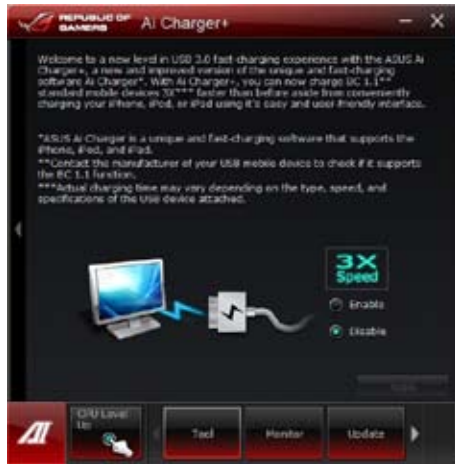 REPUBLIC OF
GAMERS
Ai Charger+
Welcome to a new level in USB 3.0 fast-charging experience with the ASUS Ai
Charger+, a new and improved version of the unique and fast-charging
software Ai Charger*. With Ai Charger+, you can now charge BC 1.1**
standard mobile devices 3X*** faster than before aside from conveniently
charging your iPhone, iPod, or iPad using it's easy and user friendly interface.
*ASUS Ai Charger is a unique and fast-charging software that supports the
iPhone, iPod, and iPad.
**Contact the manufacturer of your USB mobile device to check if it supports
the BC 1.1 function.
***Actual charging time may vary depending on the type, speed, and
specifications of the USB device attached.
3X
Speed
Enable
Disable
CPU Level
Up
Tool
Monitor
Update